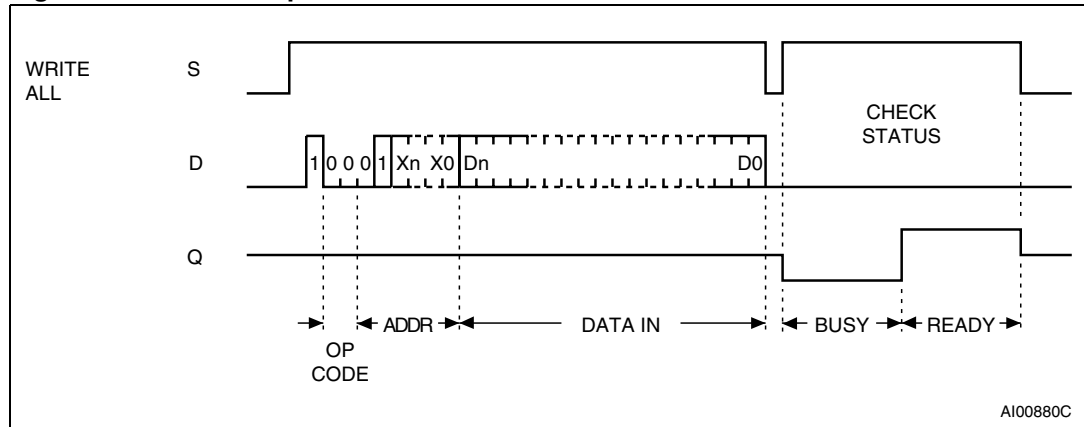 WRITE
ALL
S
CHECK
STATUS
D
1 0 0 0 1 Xn X0 Dn D0
Q
ADDR DATA IN BUSY READY
OP
CODE
AI00880C